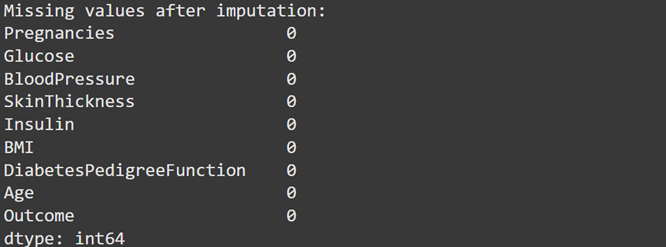 Missing values after imputation:
Pregnancies 0
Glucose 0
BloodPressure 0
SkinThickness 0
Insulin 0
BMI 0
DiabetesPedigreeFunction 0
Age 0
Outcome 0
dtype: int64